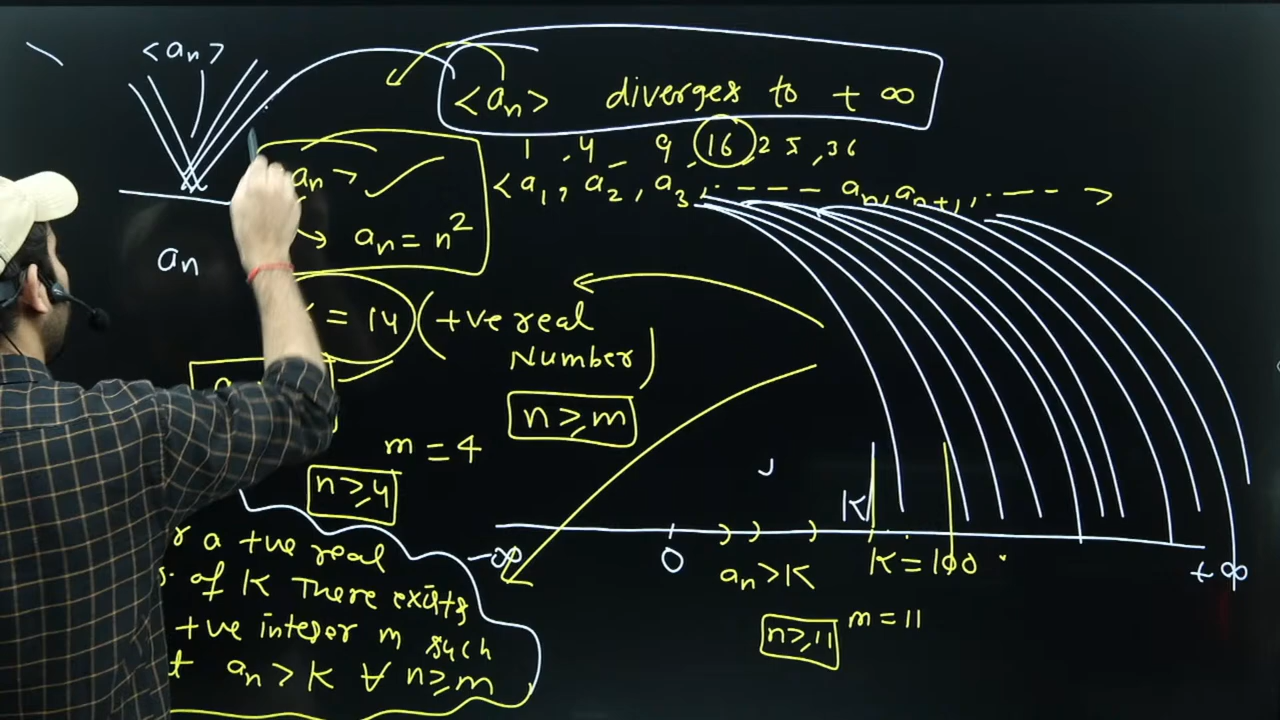 <aₙ>
<aₙ> diverges to + ∞
1 , 4 , 9 , 16 , 25 , 36
<a₁, a₂, a₃, ---- aₙ, aₙ₊₁, --- >
aₙ >
→ aₙ = n²
aₙ
= 14 (+ve real
Number)
n ≥ m
m = 4
n ≥ 4
K
-∞ 0 + ∞
aₙ > K K = 100
n ≥ 11 m = 11
a +ve real
of K There exists
+ve integer m such
aₙ > K ∀ n ≥ m